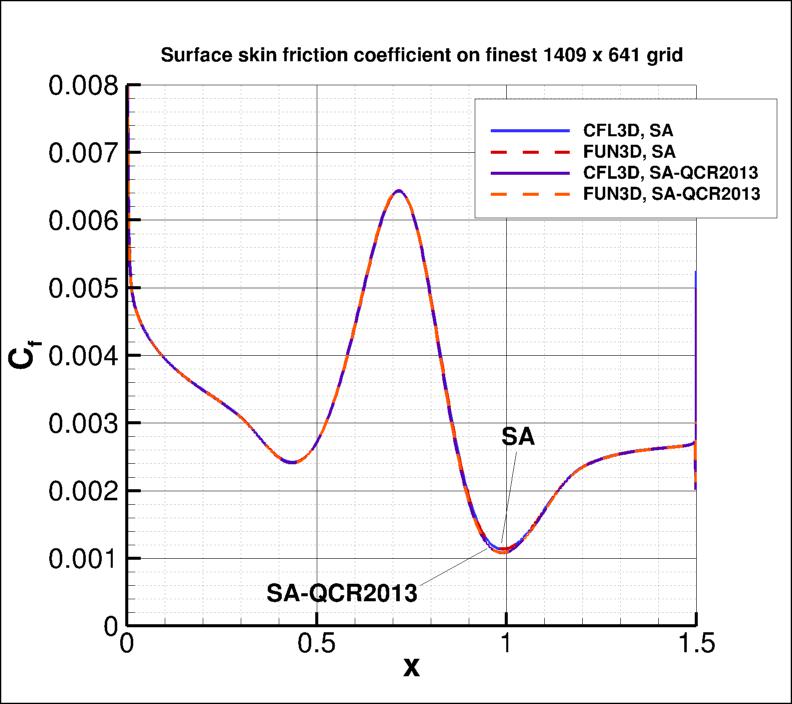 Surface skin friction coefficient on finest 1409 x 641 grid
CFL3D, SA
FUN3D, SA
CFL3D, SA-QCR2013
FUN3D, SA-QCR2013
0.008
0.007
0.006
0.005
0.004
0.003
0.002
0.001
0
Cf
SA
SA-QCR2013
0
0.5
1
1.5
x